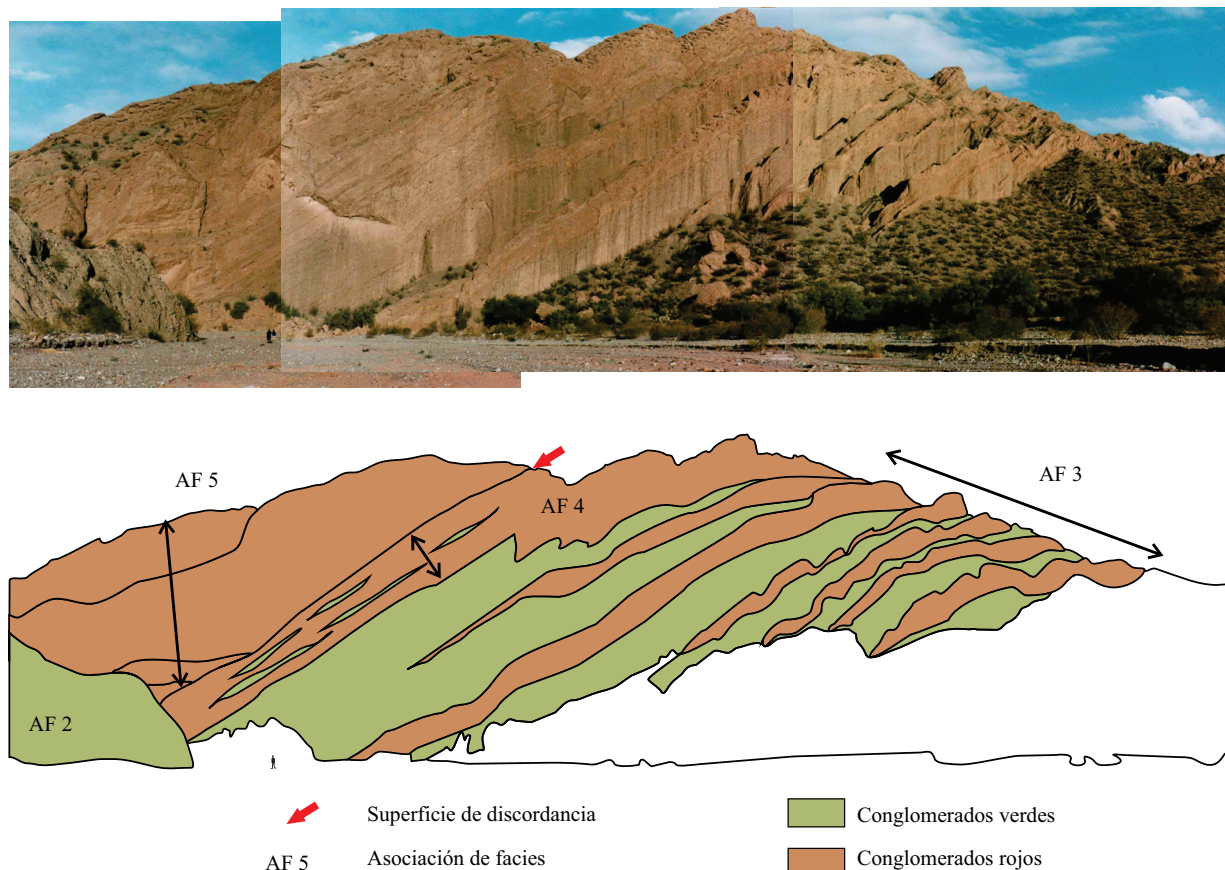 AF 5
AF 3
AF 4
AF 2
Superficie de discordancia
Conglomerados verdes
AF 5
Asociación de facies
Conglomerados rojos